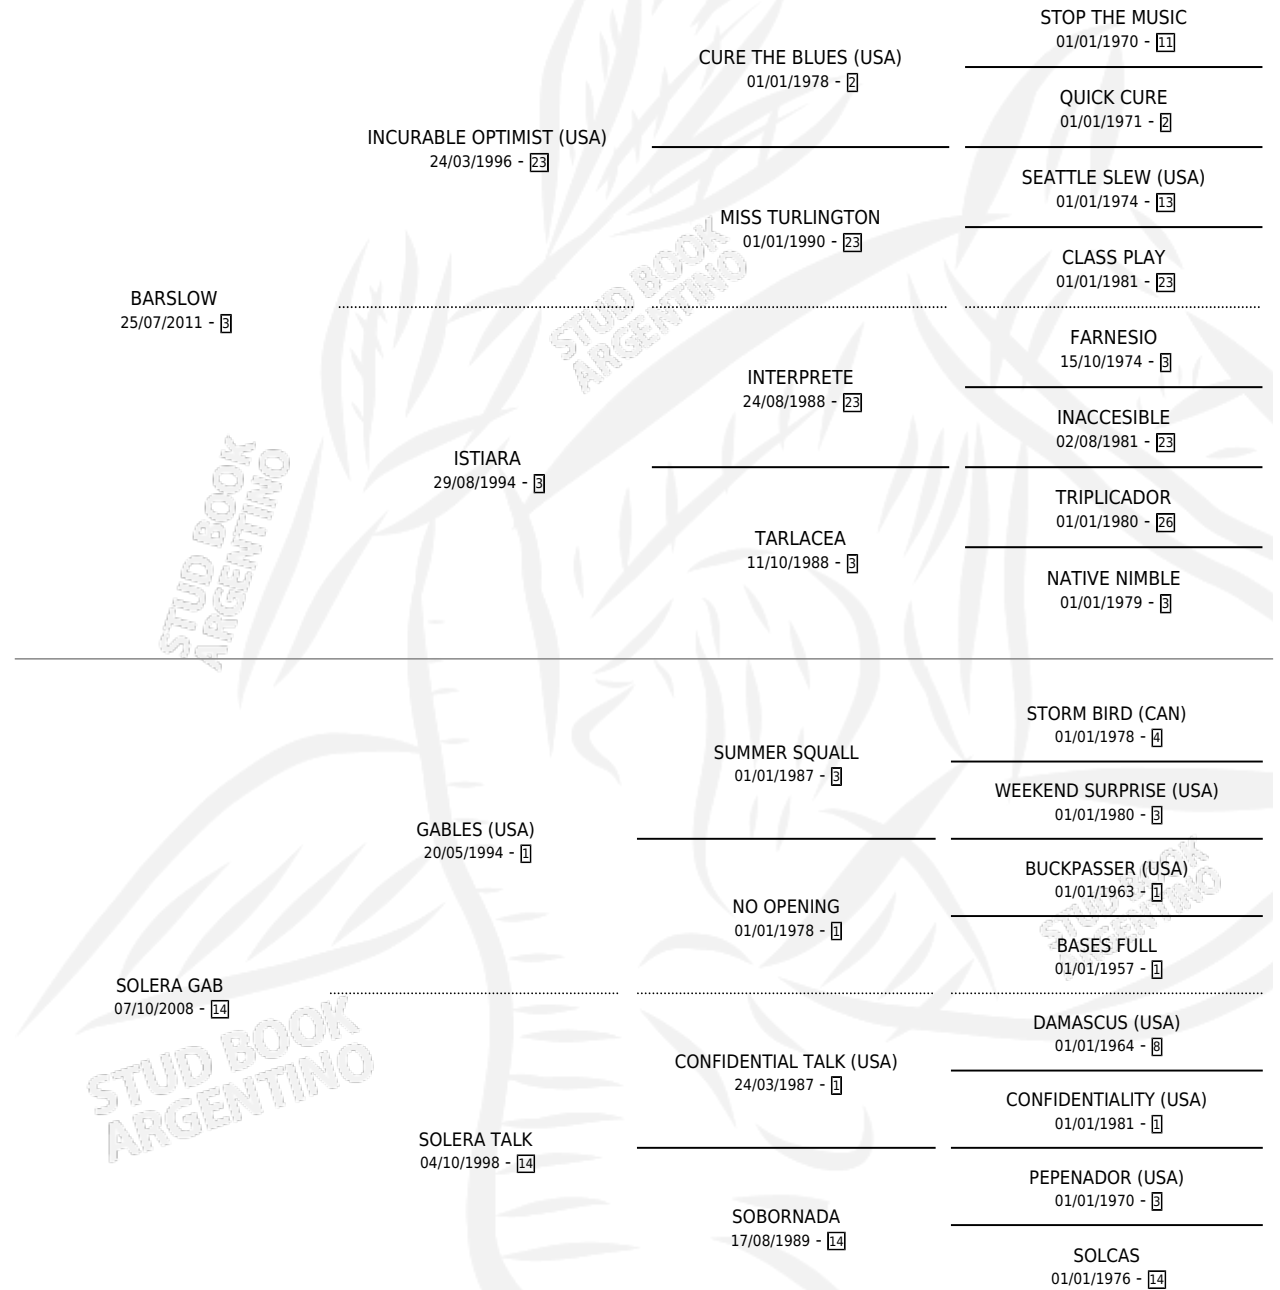 STOP THE MUSIC
01/01/1970 - 11
CURE THE BLUES (USA)
01/01/1978 - 2
QUICK CURE
01/01/1971 - 2
INCURABLE OPTIMIST (USA)
24/03/1996 - 23
SEATTLE SLEW (USA)
01/01/1974 - 13
MISS TURLINGTON
01/01/1990 - 23
CLASS PLAY
01/01/1981 - 23
BARSLOW
25/07/2011 - 3
FARNESIO
15/10/1974 - 3
INTERPRETE
24/08/1988 - 23
INACCESIBLE
02/08/1981 - 23
ISTIARA
29/08/1994 - 3
TRIPLICADOR
01/01/1980 - 26
TARLACEA
11/10/1988 - 3
NATIVE NIMBLE
01/01/1979 - 3
STORM BIRD (CAN)
01/01/1978 - 4
SUMMER SQUALL
01/01/1987 - 3
WEEKEND SURPRISE (USA)
01/01/1980 - 3
GABLES (USA)
20/05/1994 - 1
BUCKPASSER (USA)
01/01/1963 - 1
NO OPENING
01/01/1978 - 1
BASES FULL
01/01/1957 - 1
SOLERA GAB
07/10/2008 - 14
DAMASCUS (USA)
01/01/1964 - 8
CONFIDENTIAL TALK (USA)
24/03/1987 - 1
CONFIDENTIALITY (USA)
01/01/1981 - 1
SOLERA TALK
04/10/1998 - 14
PEPENADOR (USA)
01/01/1970 - 3
SOBORNADA
17/08/1989 - 14
SOLCAS
01/01/1976 - 14
STUD BOOK
ARGENTINO
STUD BOOK
ARGENTINO
STUD BOOK
ARGENTINO
STUD BOOK
ARGENTINO